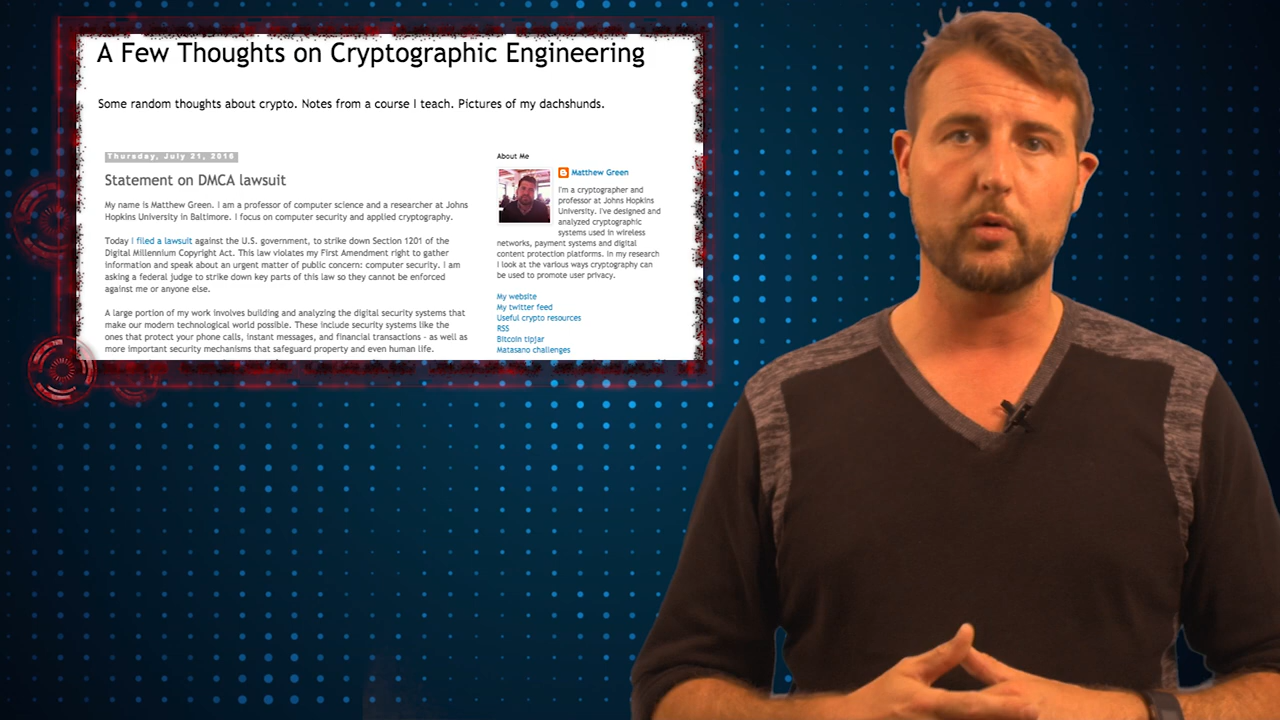 A Few Thoughts on Cryptographic Engineering
Some random thoughts about crypto. Notes from a course I teach. Pictures of my dachshunds.
Thursday, July 21, 2016
Statement on DMCA lawsuit
My name is Matthew Green. I am a professor of computer science and a researcher at Johns
Hopkins University in Baltimore. I focus on computer security and applied cryptography.
Today I filed a lawsuit against the U.S. government, to strike down Section 1201 of the
Digital Millennium Copyright Act. This law violates my First Amendment right to gather
information and speak about an urgent matter of public concern: computer security. I am
asking a federal judge to strike down key parts of this law so they cannot be enforced
against me or anyone else.
A large portion of my work involves building and analyzing the digital security systems that
make our modern technological world possible. These include security systems like the
ones that protect your phone calls, instant messages, and financial transactions - as well as
more important security mechanisms that safeguard property and even human life.
About Me
Matthew Green
I'm a cryptographer and
professor at Johns Hopkins
University. I've designed and
analyzed cryptographic
systems used in wireless
networks, payment systems and digital
content protection platforms. In my research
I look at the various ways cryptography can
be used to promote user privacy.
My website
My twitter feed
Useful crypto resources
RSS
Bitcoin tipjar
Matasano challenges